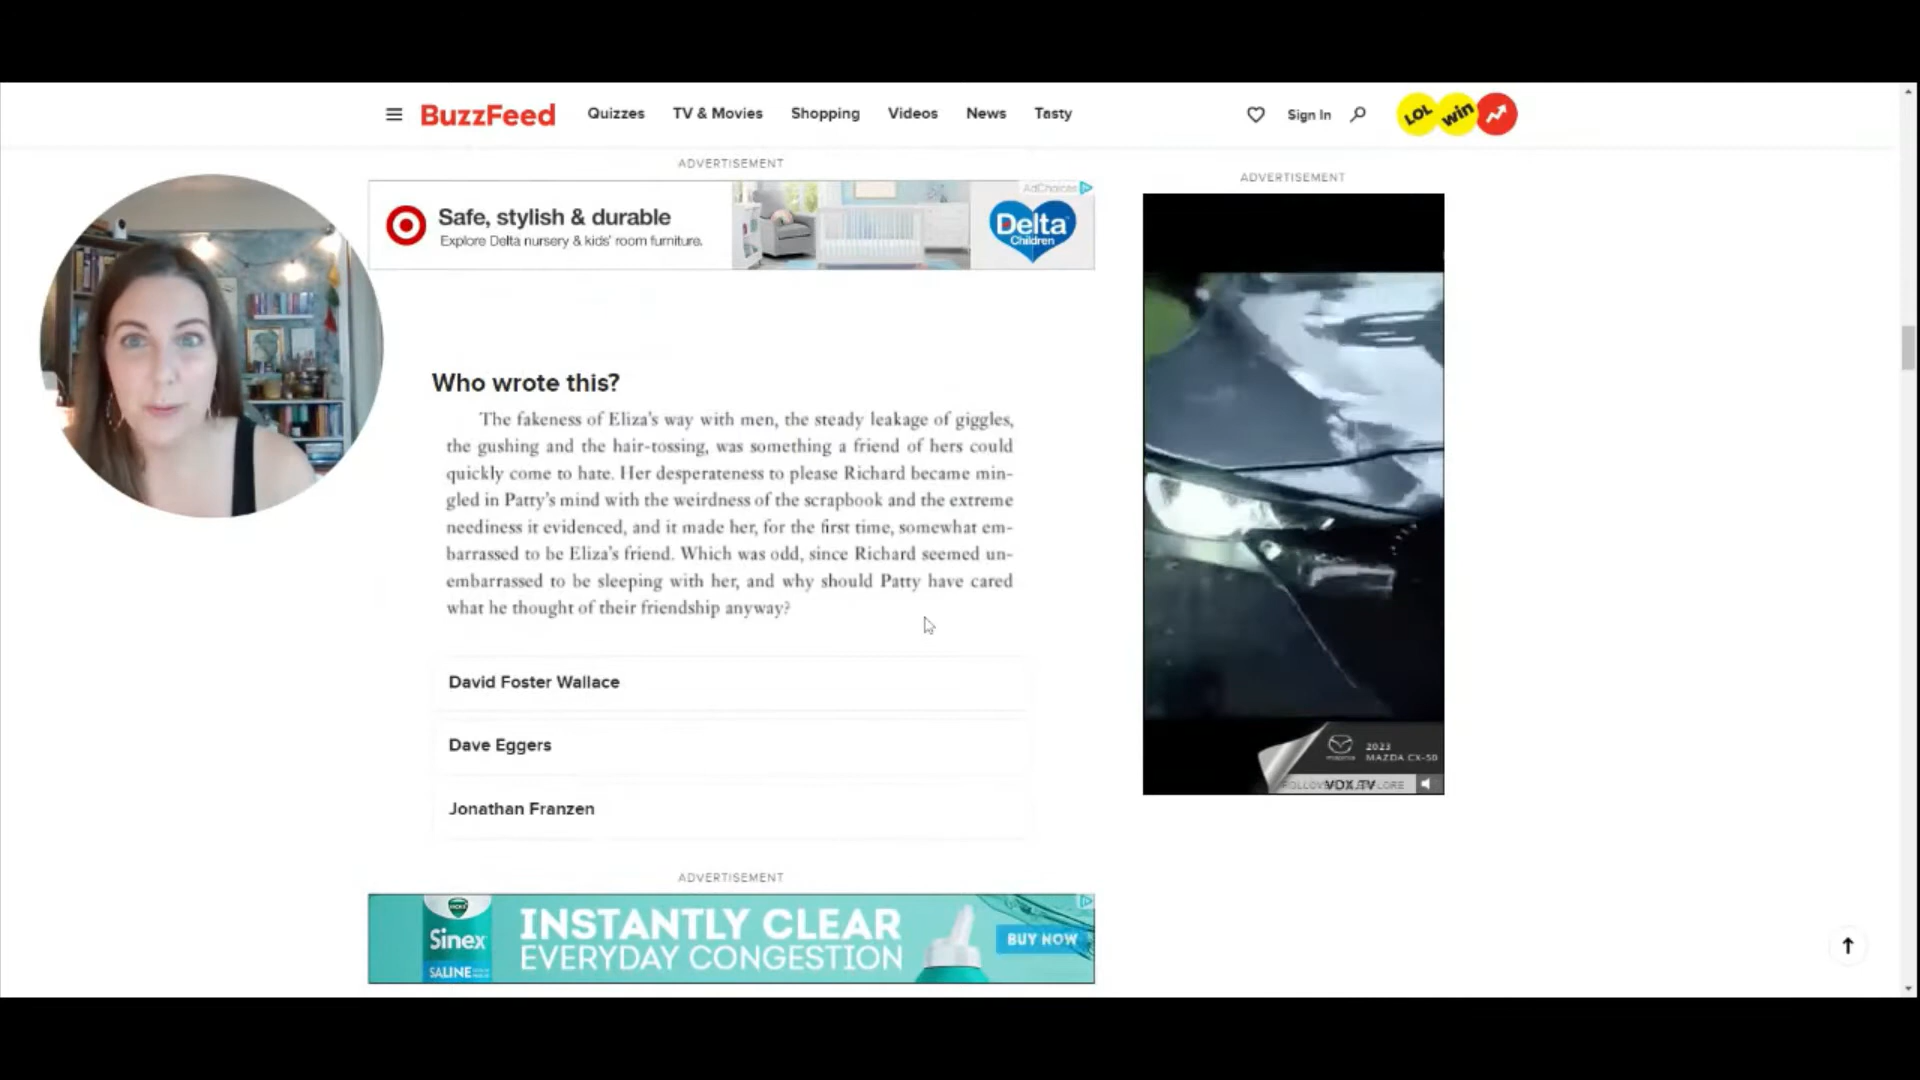 BuzzFeed
Quizzes
TV & Movies
Shopping
Videos
News
Tasty
Sign In
LOL
win
ADVERTISEMENT
AdChoices
Safe, stylish & durable
Explore Delta nursery & kids' room furniture.
Delta
Children
ADVERTISEMENT
Who wrote this?
The fakeness of Eliza's way with men, the steady leakage of giggles,
the gushing and the hair-tossing, was something a friend of hers could
quickly come to hate. Her desperateness to please Richard became min-
gled in Patty's mind with the weirdness of the scrapbook and the extreme
neediness it evidenced, and it made her, for the first time, somewhat em-
barrassed to be Eliza's friend. Which was odd, since Richard seemed un-
embarrassed to be sleeping with her, and why should Patty have cared
what he thought of their friendship anyway?
David Foster Wallace
Dave Eggers
Jonathan Franzen
2023
MAZDA CX-50
VDX.TV
ADVERTISEMENT
VICKS
Sinex
SALINE
INSTANTLY CLEAR
EVERYDAY CONGESTION
BUY NOW